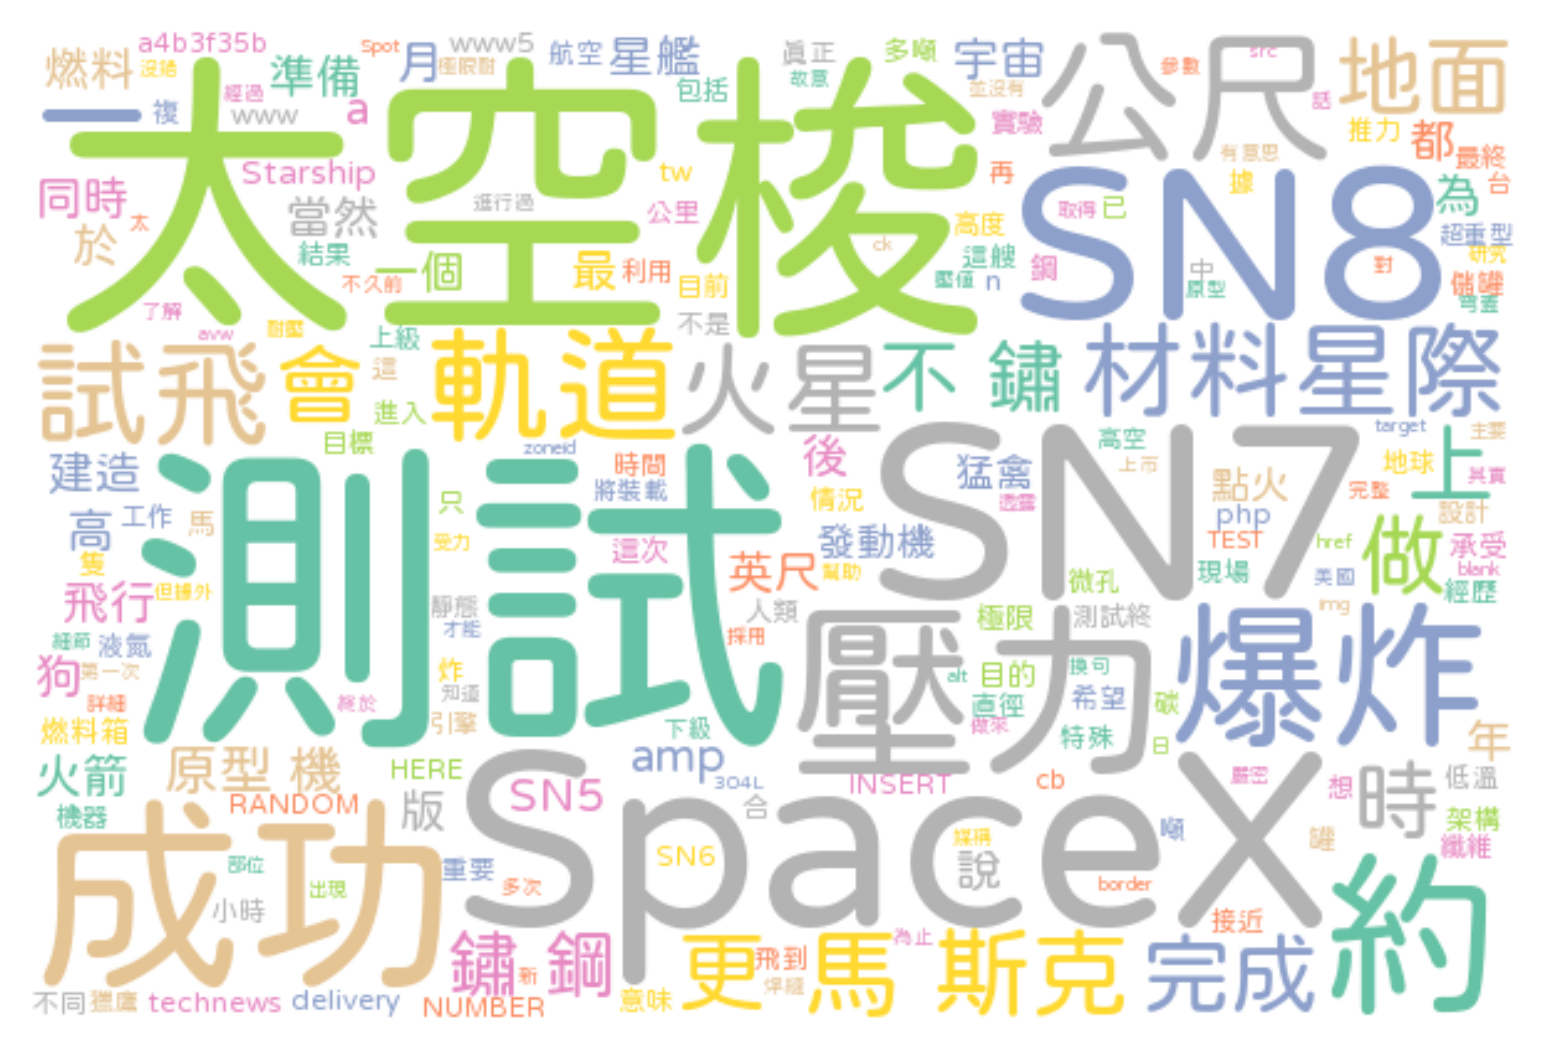 燃料 a4b3f35b Spot www5 航空 星艦 真正 多噸 宇宙 公尺 src 地面
沒錯 準備 極限耐 月 包括 故意 並沒有 參數
一 複 經過 www a 實驗 話 推力 都 最終
太空梭
同時 太 Starship 當然 進行過 tw 公里 再 有意思 據 為 台
於 結果 一個 最 利用 目前 高度 ck 取得 已 SN8 超重型
了解 不久前 這艘 壓值 n 鋼 中 原型 對 研究 儲罐 穹蓋
avw 耐壓 上級 不是
試飛 會 這 軌道 火星 不鏽 材料 星際
目標 進入 zoneid 後 高空 target 主要
建造 時間 將裝載 情況 猛禽 透露 上市 點火 地球 上 其實 完整
高 工作 馬 只 測試 SN7 php 設計
隻 受力 這次 英尺 發動機 幫助 TEST href 做 承受 blank
飛行 但據外 靜態 人類 微孔 現場 美國 經歷
細節 液氮 才能 採用 壓力 極限 測試終 img 爆炸
狗 第一次 炸 知道 alt 目的 換句 希望 碳
詳細 終於 引擎 直徑 做來 特殊 日
燃料箱 下級 年
火箭 原型機 HERE amp 304L INSERT cb 嚴密 想 時 低溫
機器 RANDOM 版 SN5 合 噸 架構
成功 SpaceX SN6 媒稱 說 罐 纖維
部位 出現 重要 多次 border 約
小時 接近
鏽鋼 新 更 飛到 馬斯克 為止 完成
不同 獵鷹 technews delivery NUMBER 意味 焊縫